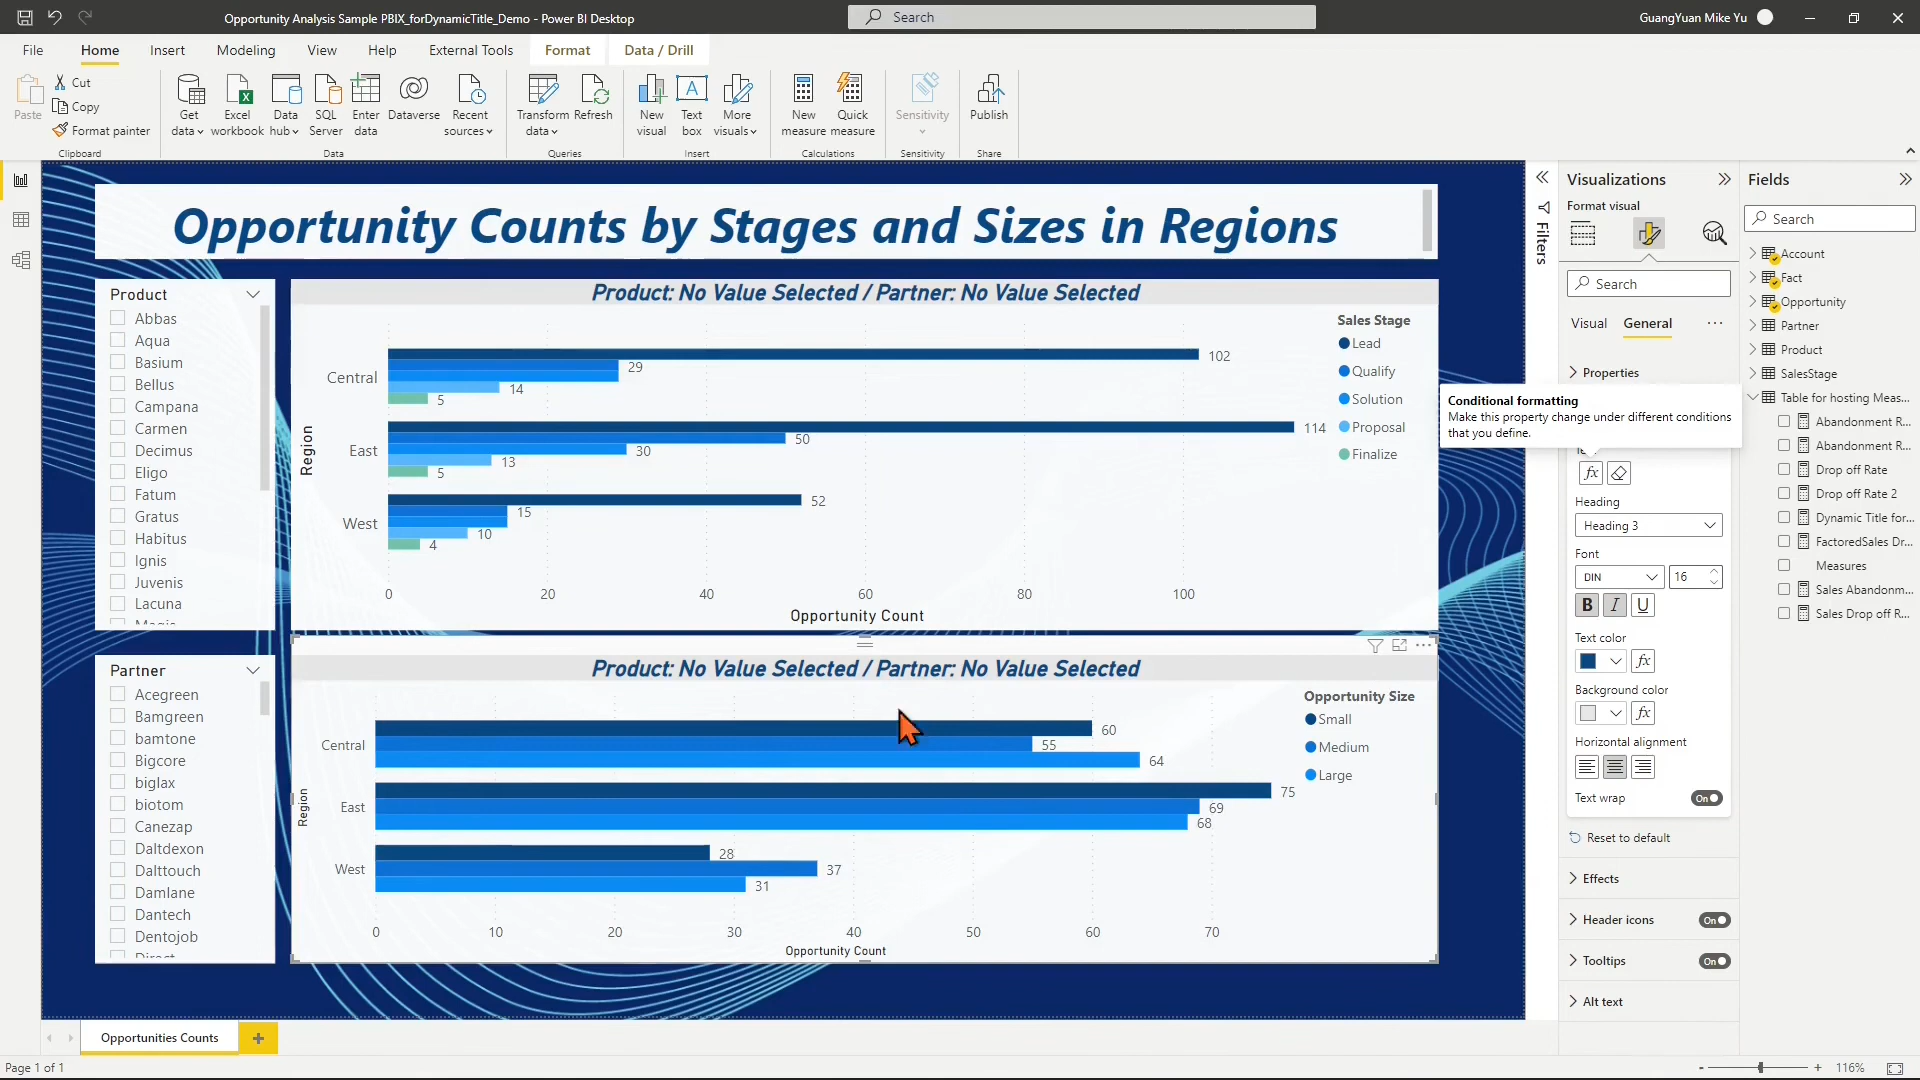 Opportunity Analysis Sample PBIX_forDynamicTitle_Demo - Power BI Desktop
Search
GuangYuan Mike Yu
File
Home
Insert
Modeling
View
Help
External Tools
Format
Data / Drill
Paste
Cut
Copy
Format painter
Clipboard
Get data
Excel workbook
Data hub
SQL Server
Enter data
Dataverse
Recent sources
Data
Transform data
Refresh
Queries
New visual
Text box
More visuals
Insert
New measure
Quick measure
Calculations
Sensitivity
Sensitivity
Publish
Share
Opportunity Counts by Stages and Sizes in Regions
Product
Abbas
Aqua
Basium
Bellus
Campana
Carmen
Decimus
Eligo
Fatum
Gratus
Habitus
Ignis
Juvenis
Lacuna
Product: No Value Selected / Partner: No Value Selected
Region
Central
102
29
14
5
East
114
50
30
13
5
West
52
15
10
4
0
20
40
60
80
100
Opportunity Count
Sales Stage
Lead
Qualify
Solution
Proposal
Finalize
Partner
Acegreen
Bamgreen
bamtone
Bigcore
biglax
biotom
Canezap
Daltdexon
Dalttouch
Damlane
Dantech
Dentojob
Product: No Value Selected / Partner: No Value Selected
Region
Central
60
55
64
East
75
69
68
West
28
37
31
0
10
20
30
40
50
60
70
Opportunity Count
Opportunity Size
Small
Medium
Large
Filters
Visualizations
Format visual
Search
Visual
General
Properties
Conditional formatting
Make this property change under different conditions
that you define.
fx
Heading
Heading 3
Font
DIN
16
B
I
U
Text color
fx
Background color
fx
Horizontal alignment
Text wrap
On
Reset to default
Effects
Header icons
On
Tooltips
On
Alt text
Fields
Search
Account
Fact
Opportunity
Partner
Product
SalesStage
Table for hosting Meas...
Abandonment R...
Abandonment R...
Drop off Rate
Drop off Rate 2
Dynamic Title for...
FactoredSales Dr...
Measures
Sales Abandonm...
Sales Drop off R...
Opportunities Counts
+
Page 1 of 1
- + 116%